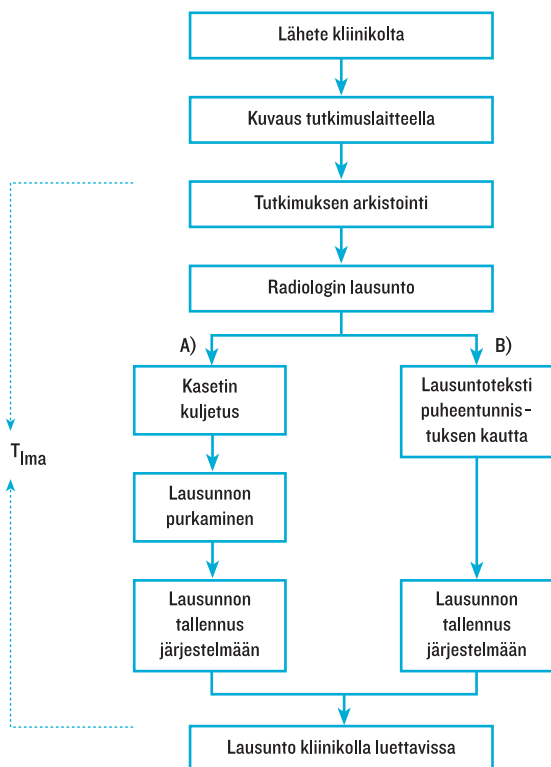 Lähete kliinikolta
Kuvaus tutkimuslaitteella
Tutkimuksen arkistointi
Radiologin lausunto
A)
Kasetin
kuljetus
Lausunnon
purkaminen
Lausunnon
tallennus
järjestelmään
B)
Lausuntoteksti
puheentunnis-
tuksen kautta
Lausunnon
tallennus
järjestelmään
Tlma
Lausunto kliinikolla luettavissa